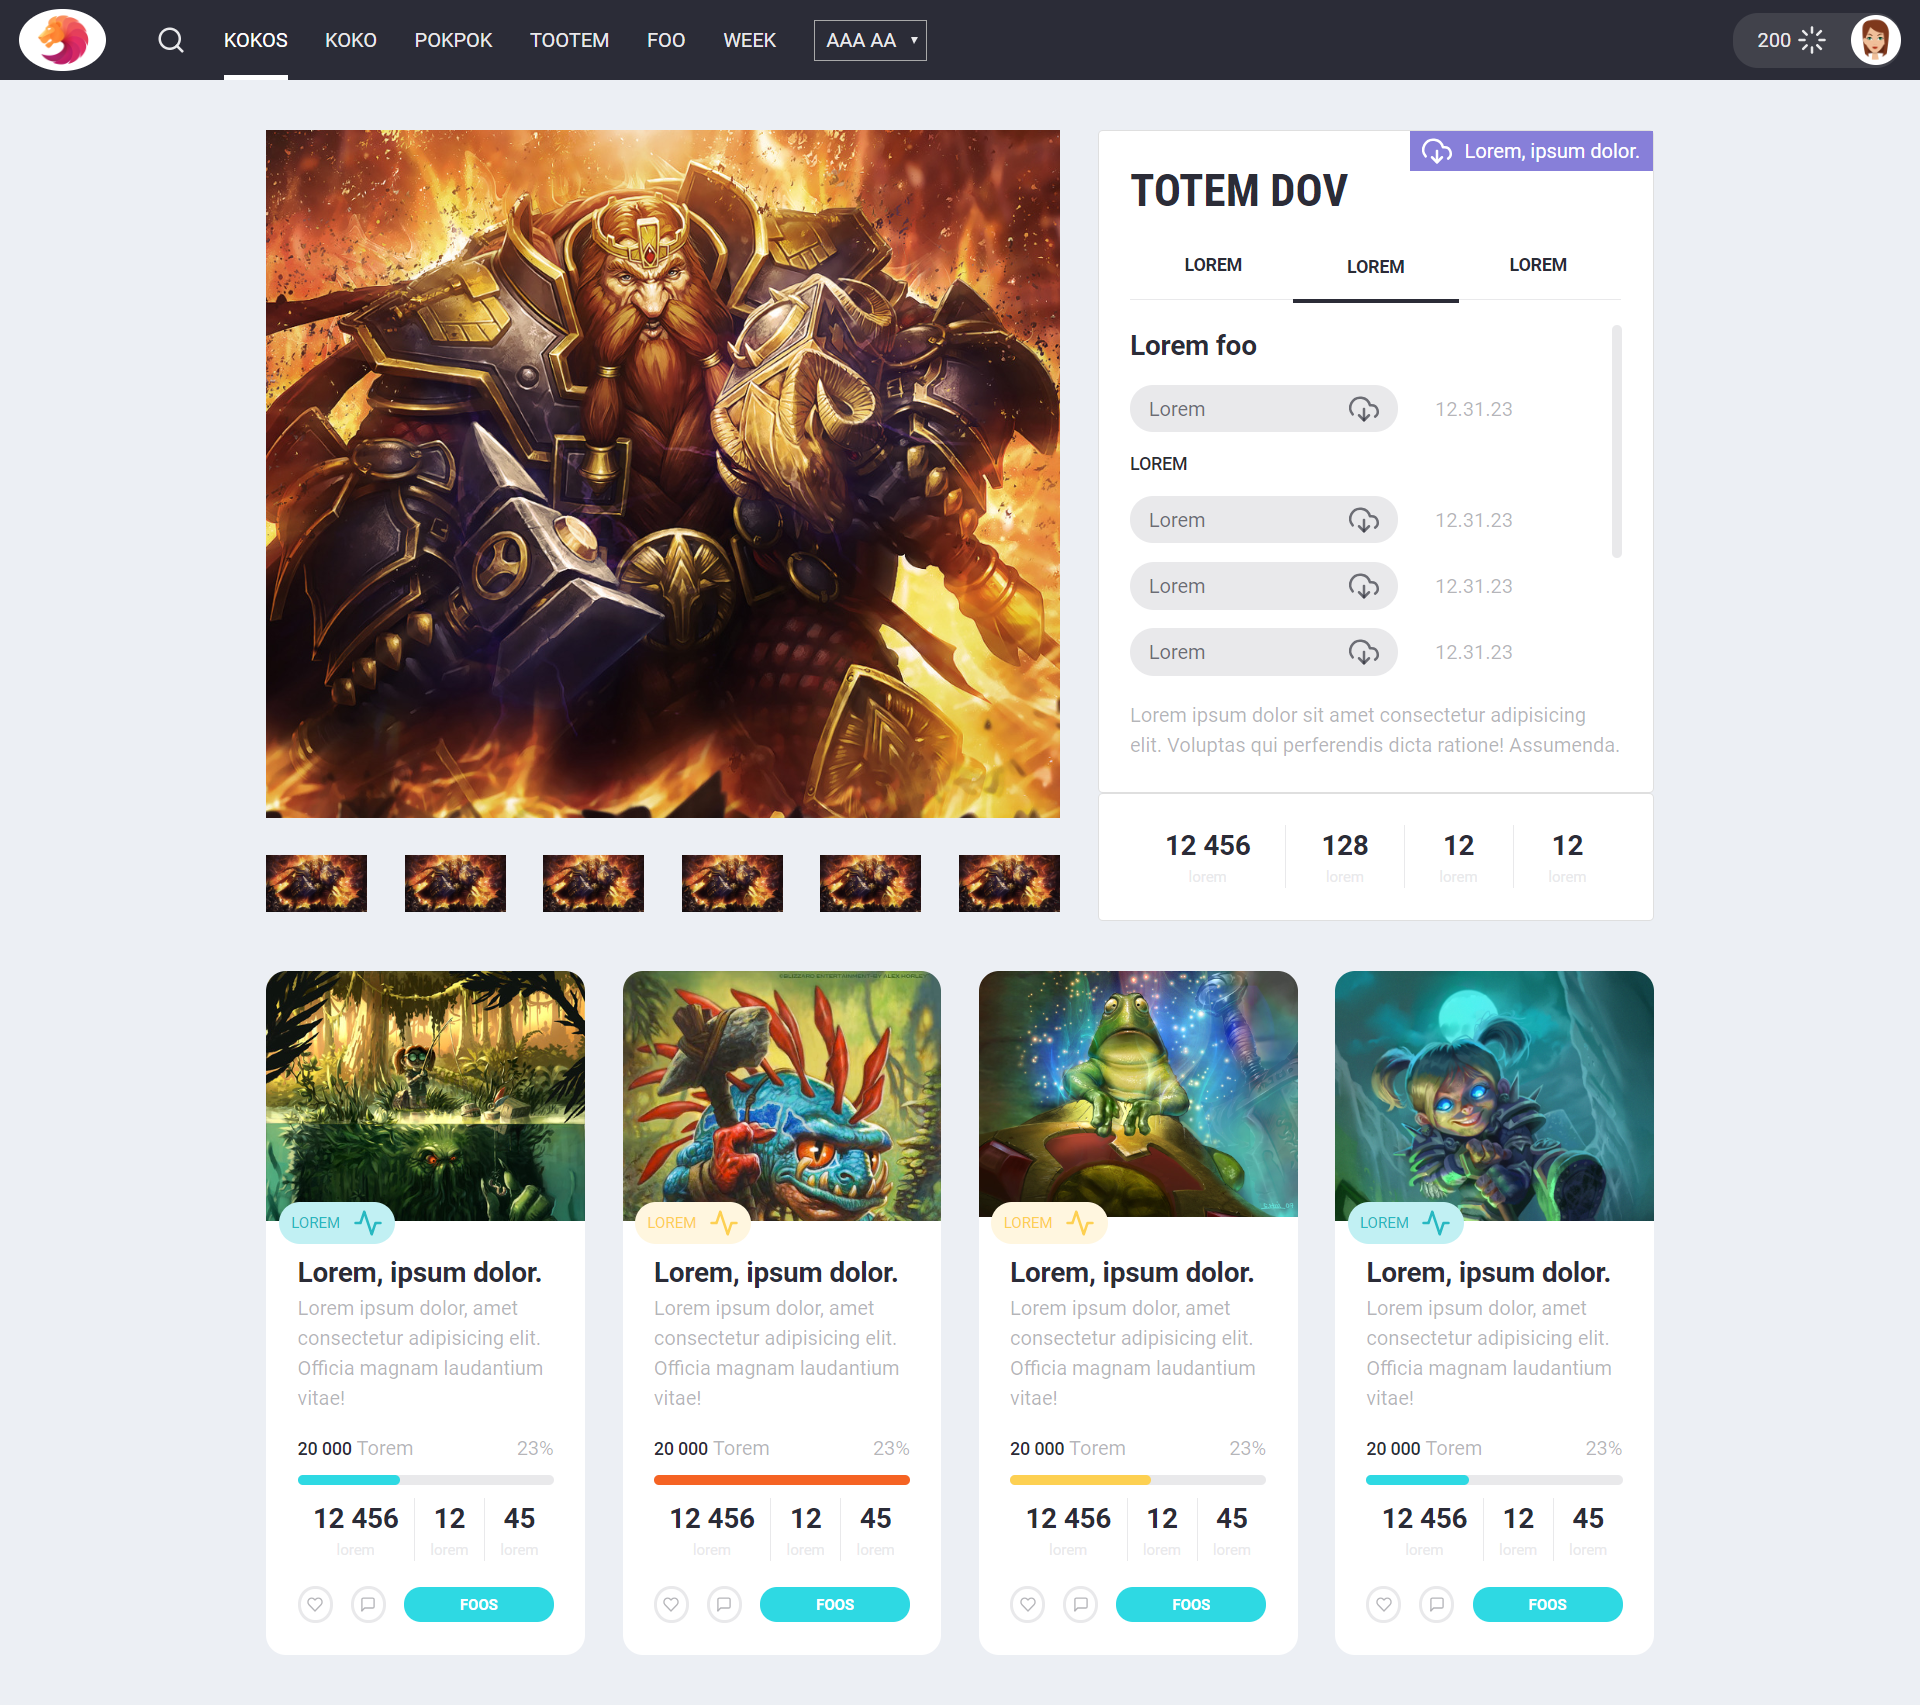 KOKOS KOKO POKPOK TOOTEM FOO WEEK AAA AA 200
Lorem, ipsum dolor.
TOTEM DOV
LOREM LOREM LOREM
Lorem foo
Lorem 12.31.23
LOREM
Lorem 12.31.23
Lorem 12.31.23
Lorem 12.31.23
Lorem ipsum dolor sit amet consectetur adipisicing
elit. Voluptas qui perferendis dicta ratione! Assumenda.
12 456 128 12 12
lorem lorem lorem lorem
©BLIZZARD ENTERTAINMENT-BY ALEX HORLEY
LOREM
Lorem, ipsum dolor.
Lorem ipsum dolor, amet
consectetur adipisicing elit.
Officia magnam laudantium
vitae!
20 000 Torem 23%
12 456 12 45
lorem lorem lorem
FOOS
LOREM
Lorem, ipsum dolor.
Lorem ipsum dolor, amet
consectetur adipisicing elit.
Officia magnam laudantium
vitae!
20 000 Torem 23%
12 456 12 45
lorem lorem lorem
FOOS
LOREM
Lorem, ipsum dolor.
Lorem ipsum dolor, amet
consectetur adipisicing elit.
Officia magnam laudantium
vitae!
20 000 Torem 23%
12 456 12 45
lorem lorem lorem
FOOS
LOREM
Lorem, ipsum dolor.
Lorem ipsum dolor, amet
consectetur adipisicing elit.
Officia magnam laudantium
vitae!
20 000 Torem 23%
12 456 12 45
lorem lorem lorem
FOOS